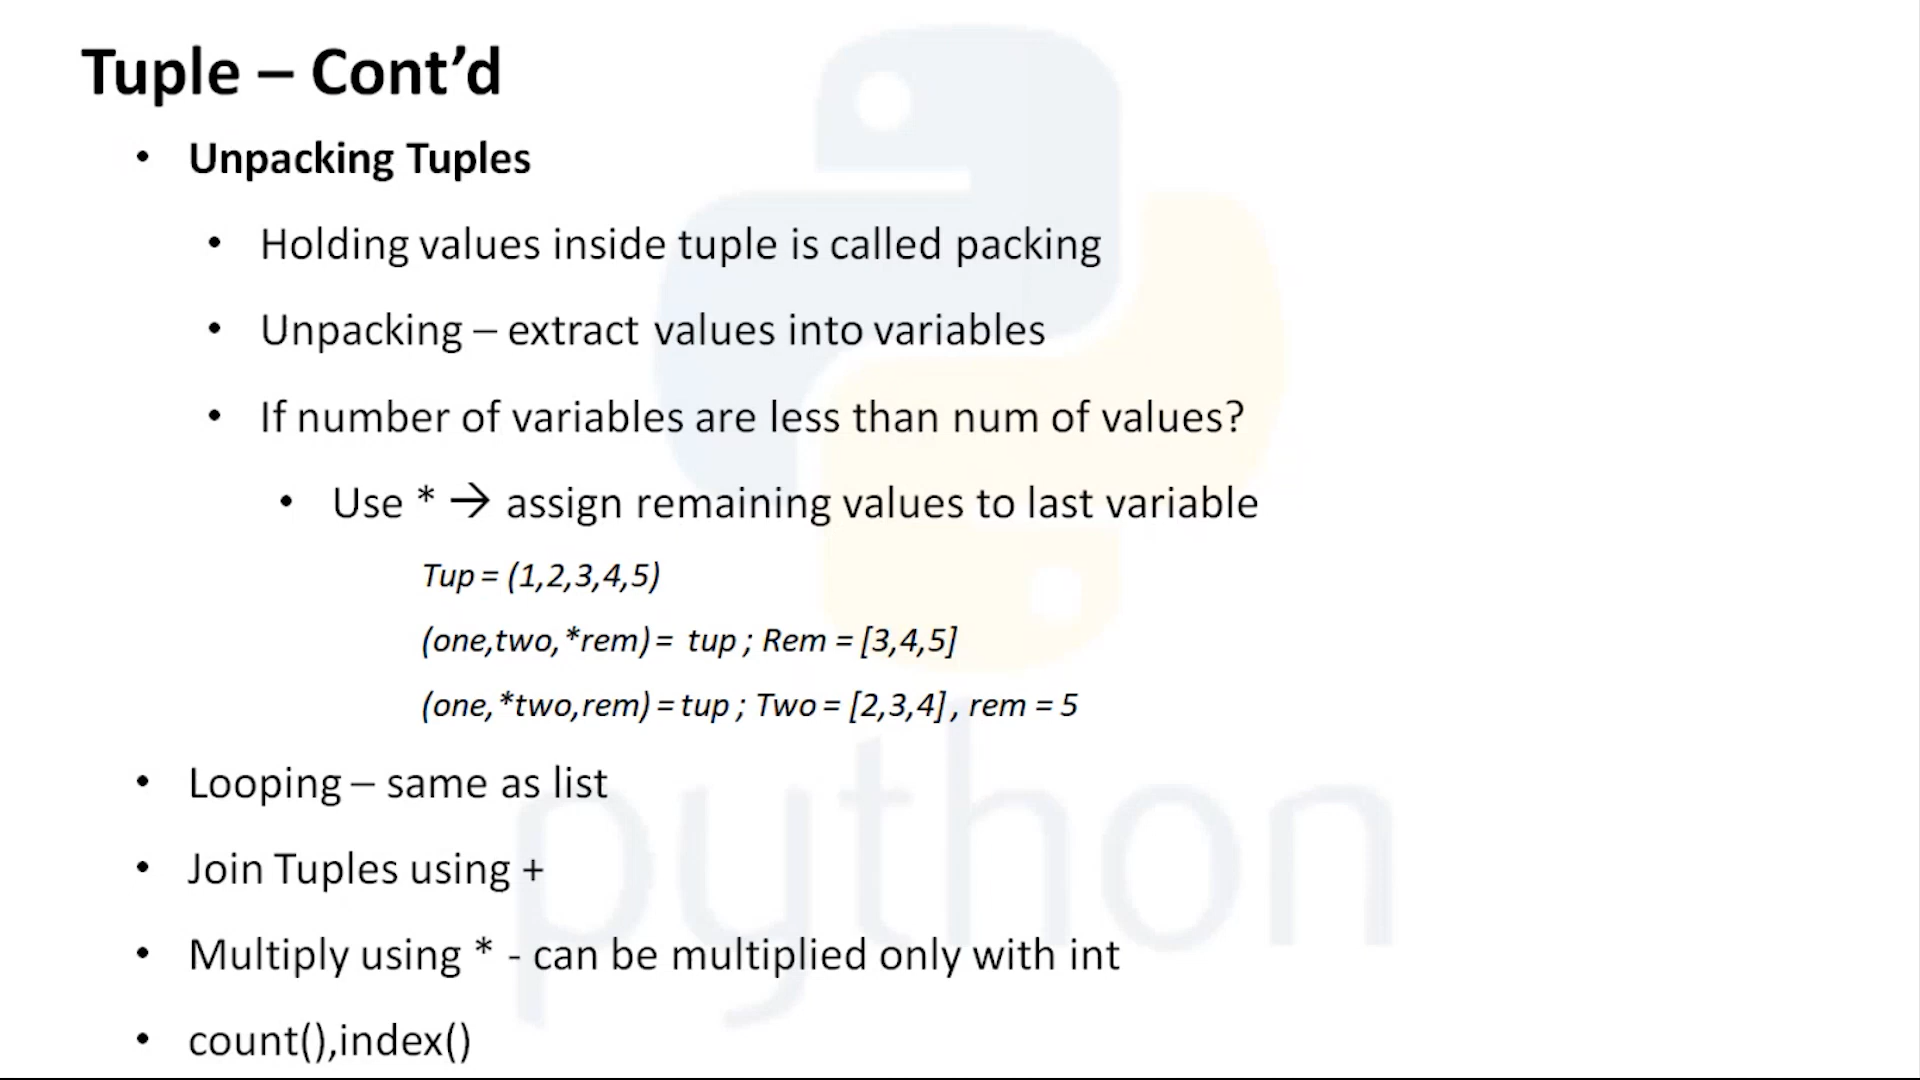 Tuple – Cont’d
• Unpacking Tuples
• Holding values inside tuple is called packing
• Unpacking – extract values into variables
• If number of variables are less than num of values?
• Use * → assign remaining values to last variable
Tup = (1,2,3,4,5)
(one,two,*rem) = tup ; Rem = [3,4,5]
(one,*two,rem) = tup ; Two = [2,3,4] , rem = 5
• Looping – same as list
• Join Tuples using +
• Multiply using * - can be multiplied only with int
• count(),index()
python